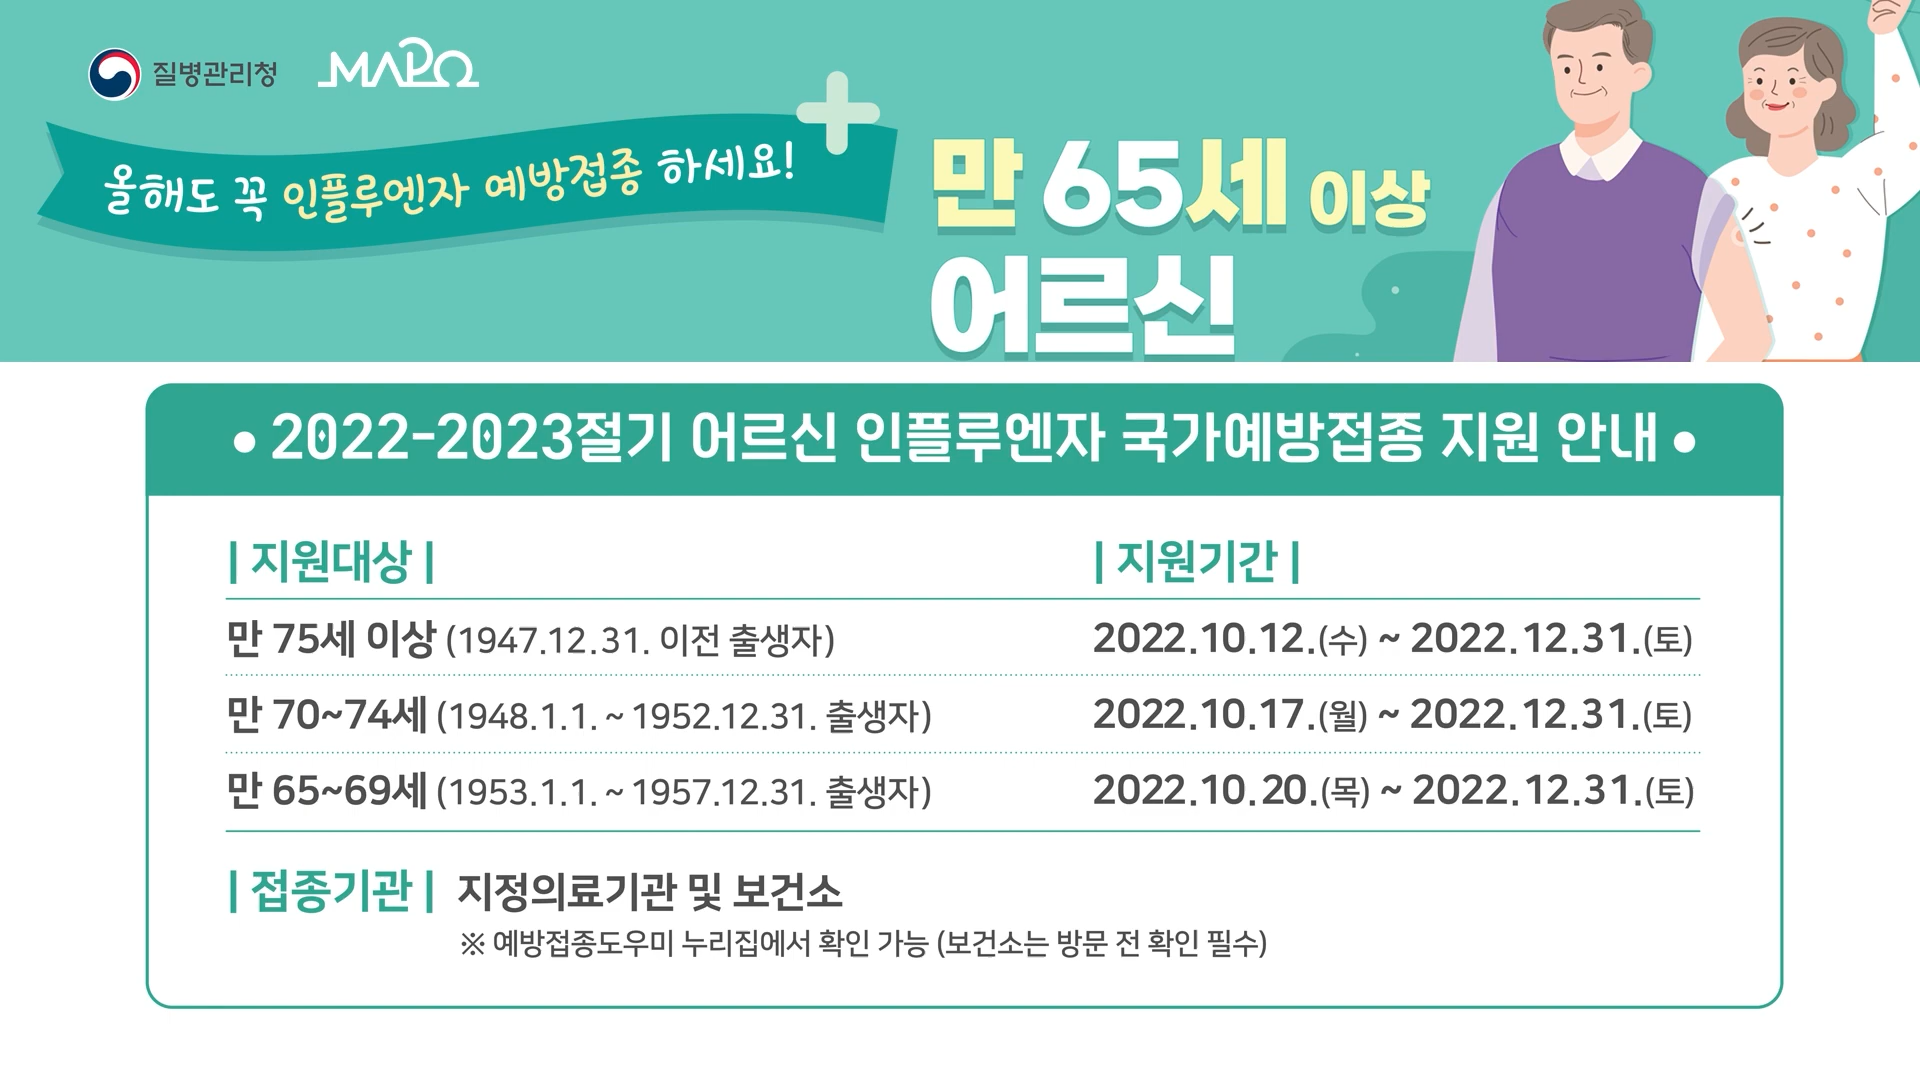 질병관리청 MAPO
올해도 꼭 인플루엔자 예방접종 하세요!
만 65세 이상
어르신
• 2022-2023절기 어르신 인플루엔자 국가예방접종 지원 안내 •
| 지원대상 | | 지원기간 |
만 75세 이상 (1947.12.31. 이전 출생자) 2022.10.12.(수) ~ 2022.12.31.(토)
만 70~74세 (1948.1.1. ~ 1952.12.31. 출생자) 2022.10.17.(월) ~ 2022.12.31.(토)
만 65~69세 (1953.1.1. ~ 1957.12.31. 출생자) 2022.10.20.(목) ~ 2022.12.31.(토)
| 접종기관 | 지정의료기관 및 보건소
※ 예방접종도우미 누리집에서 확인 가능 (보건소는 방문 전 확인 필수)